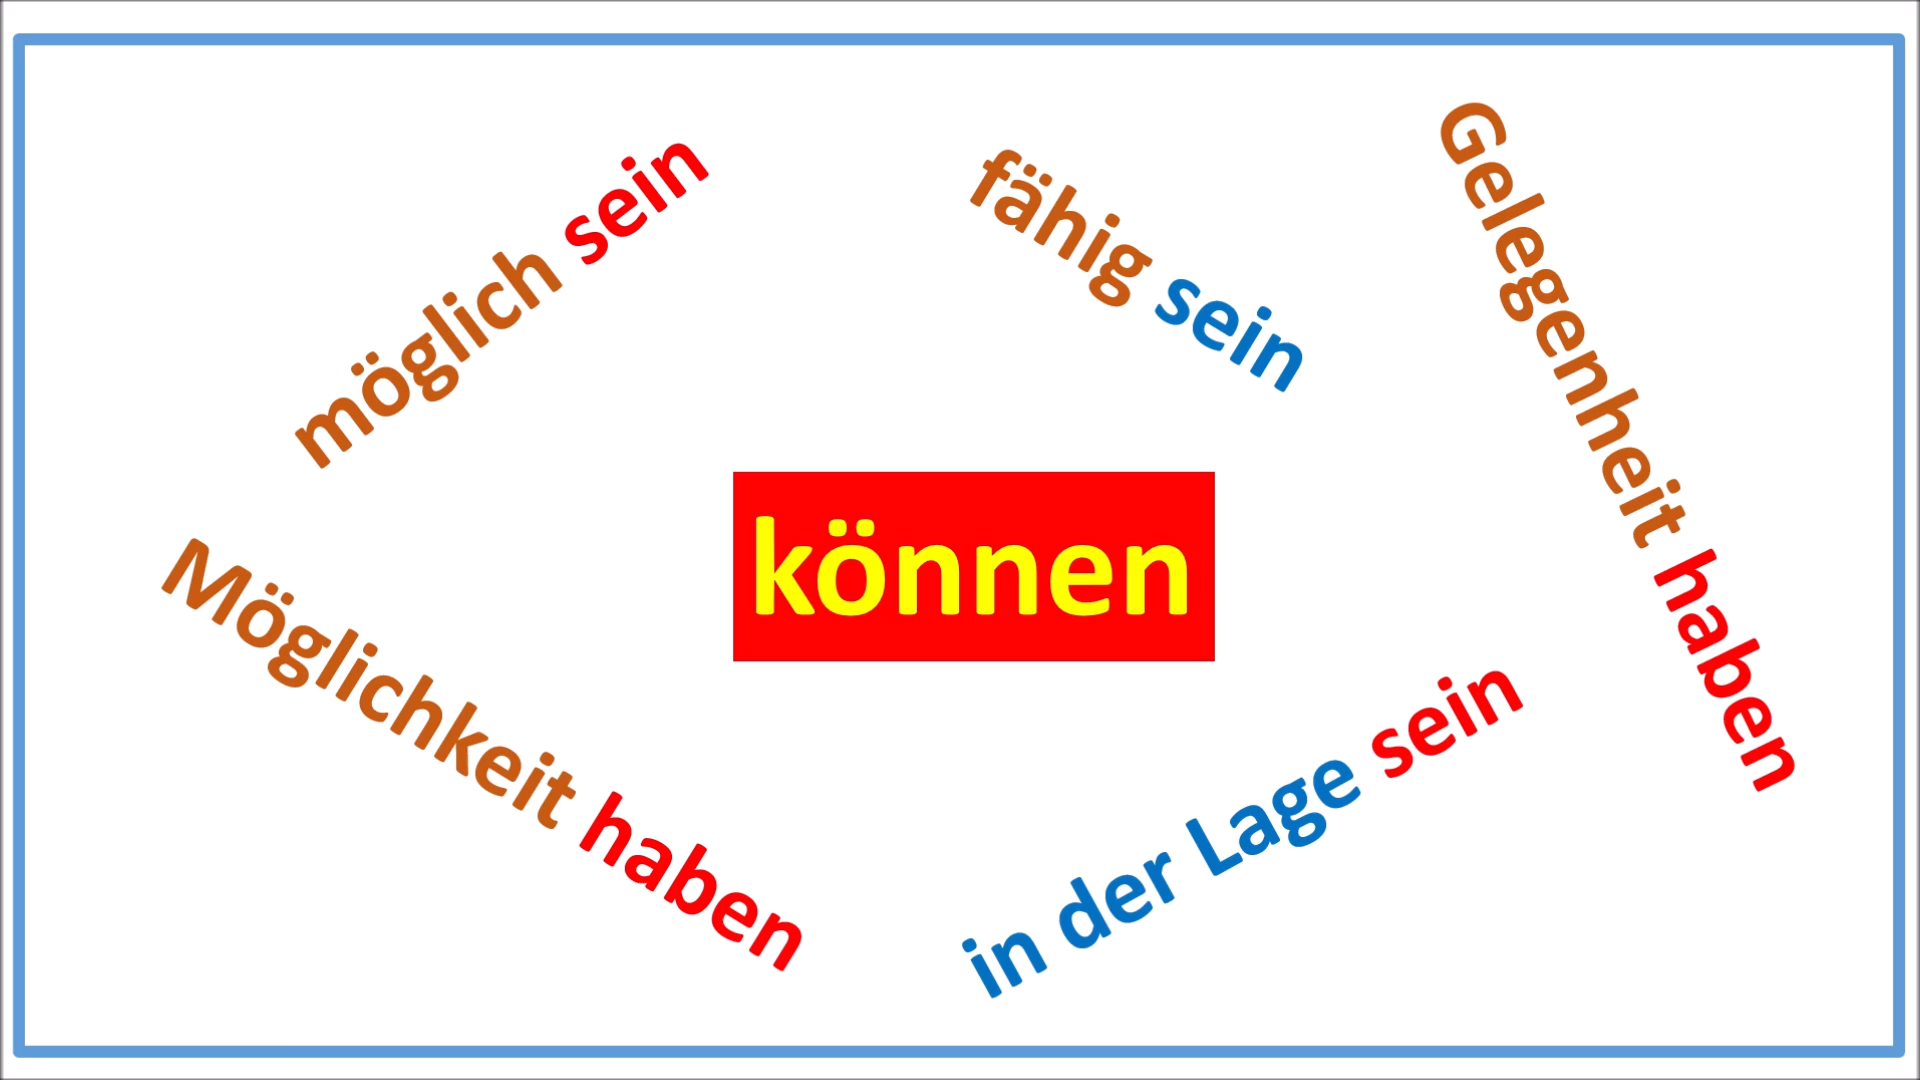 möglich sein
fähig sein
Gelegenheit haben
können
Möglichkeit haben
in der Lage sein